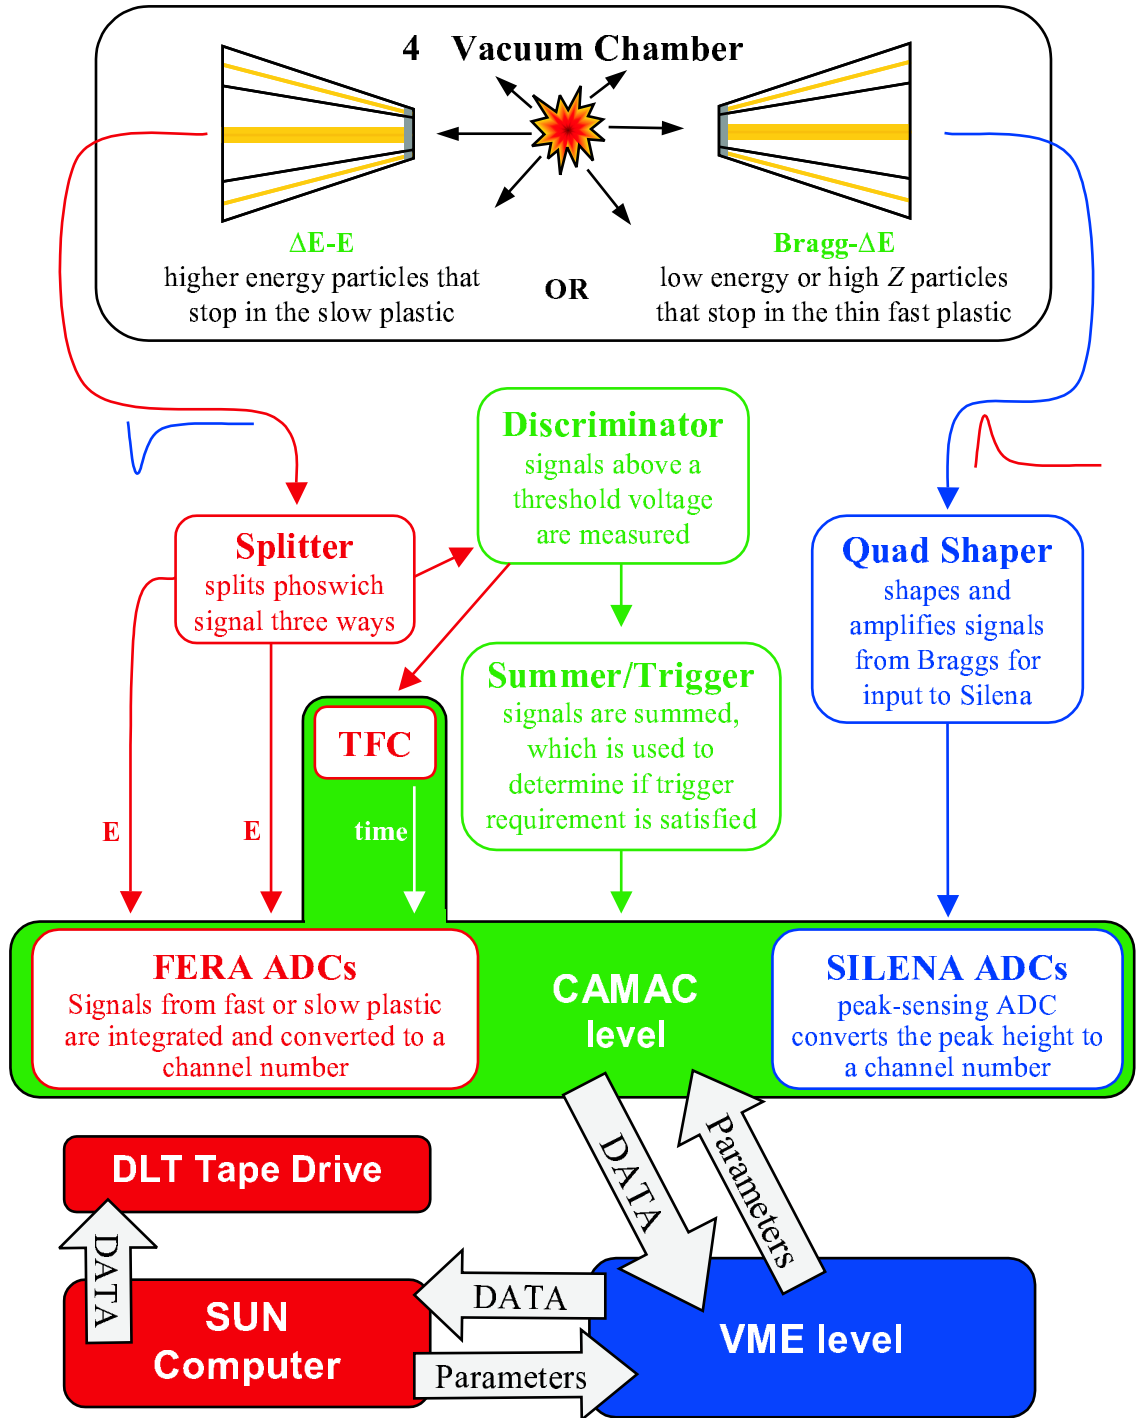 4 Vacuum Chamber
ΔE-E
higher energy particles that
stop in the slow plastic
OR
Bragg-ΔE
low energy or high Z particles
that stop in the thin fast plastic
Discriminator
signals above a
threshold voltage
are measured
Splitter
splits phoswich
signal three ways
Quad Shaper
shapes and
amplifies signals
from Braggs for
input to Silena
Summer/Trigger
signals are summed,
which is used to
determine if trigger
requirement is satisfied
TFC
E
E
time
FERA ADCs
Signals from fast or slow plastic
are integrated and converted to a
channel number
CAMAC
level
SILENA ADCs
peak-sensing ADC
converts the peak height to
a channel number
DATA
Parameters
DLT Tape Drive
DATA
SUN
Computer
DATA
Parameters
VME level